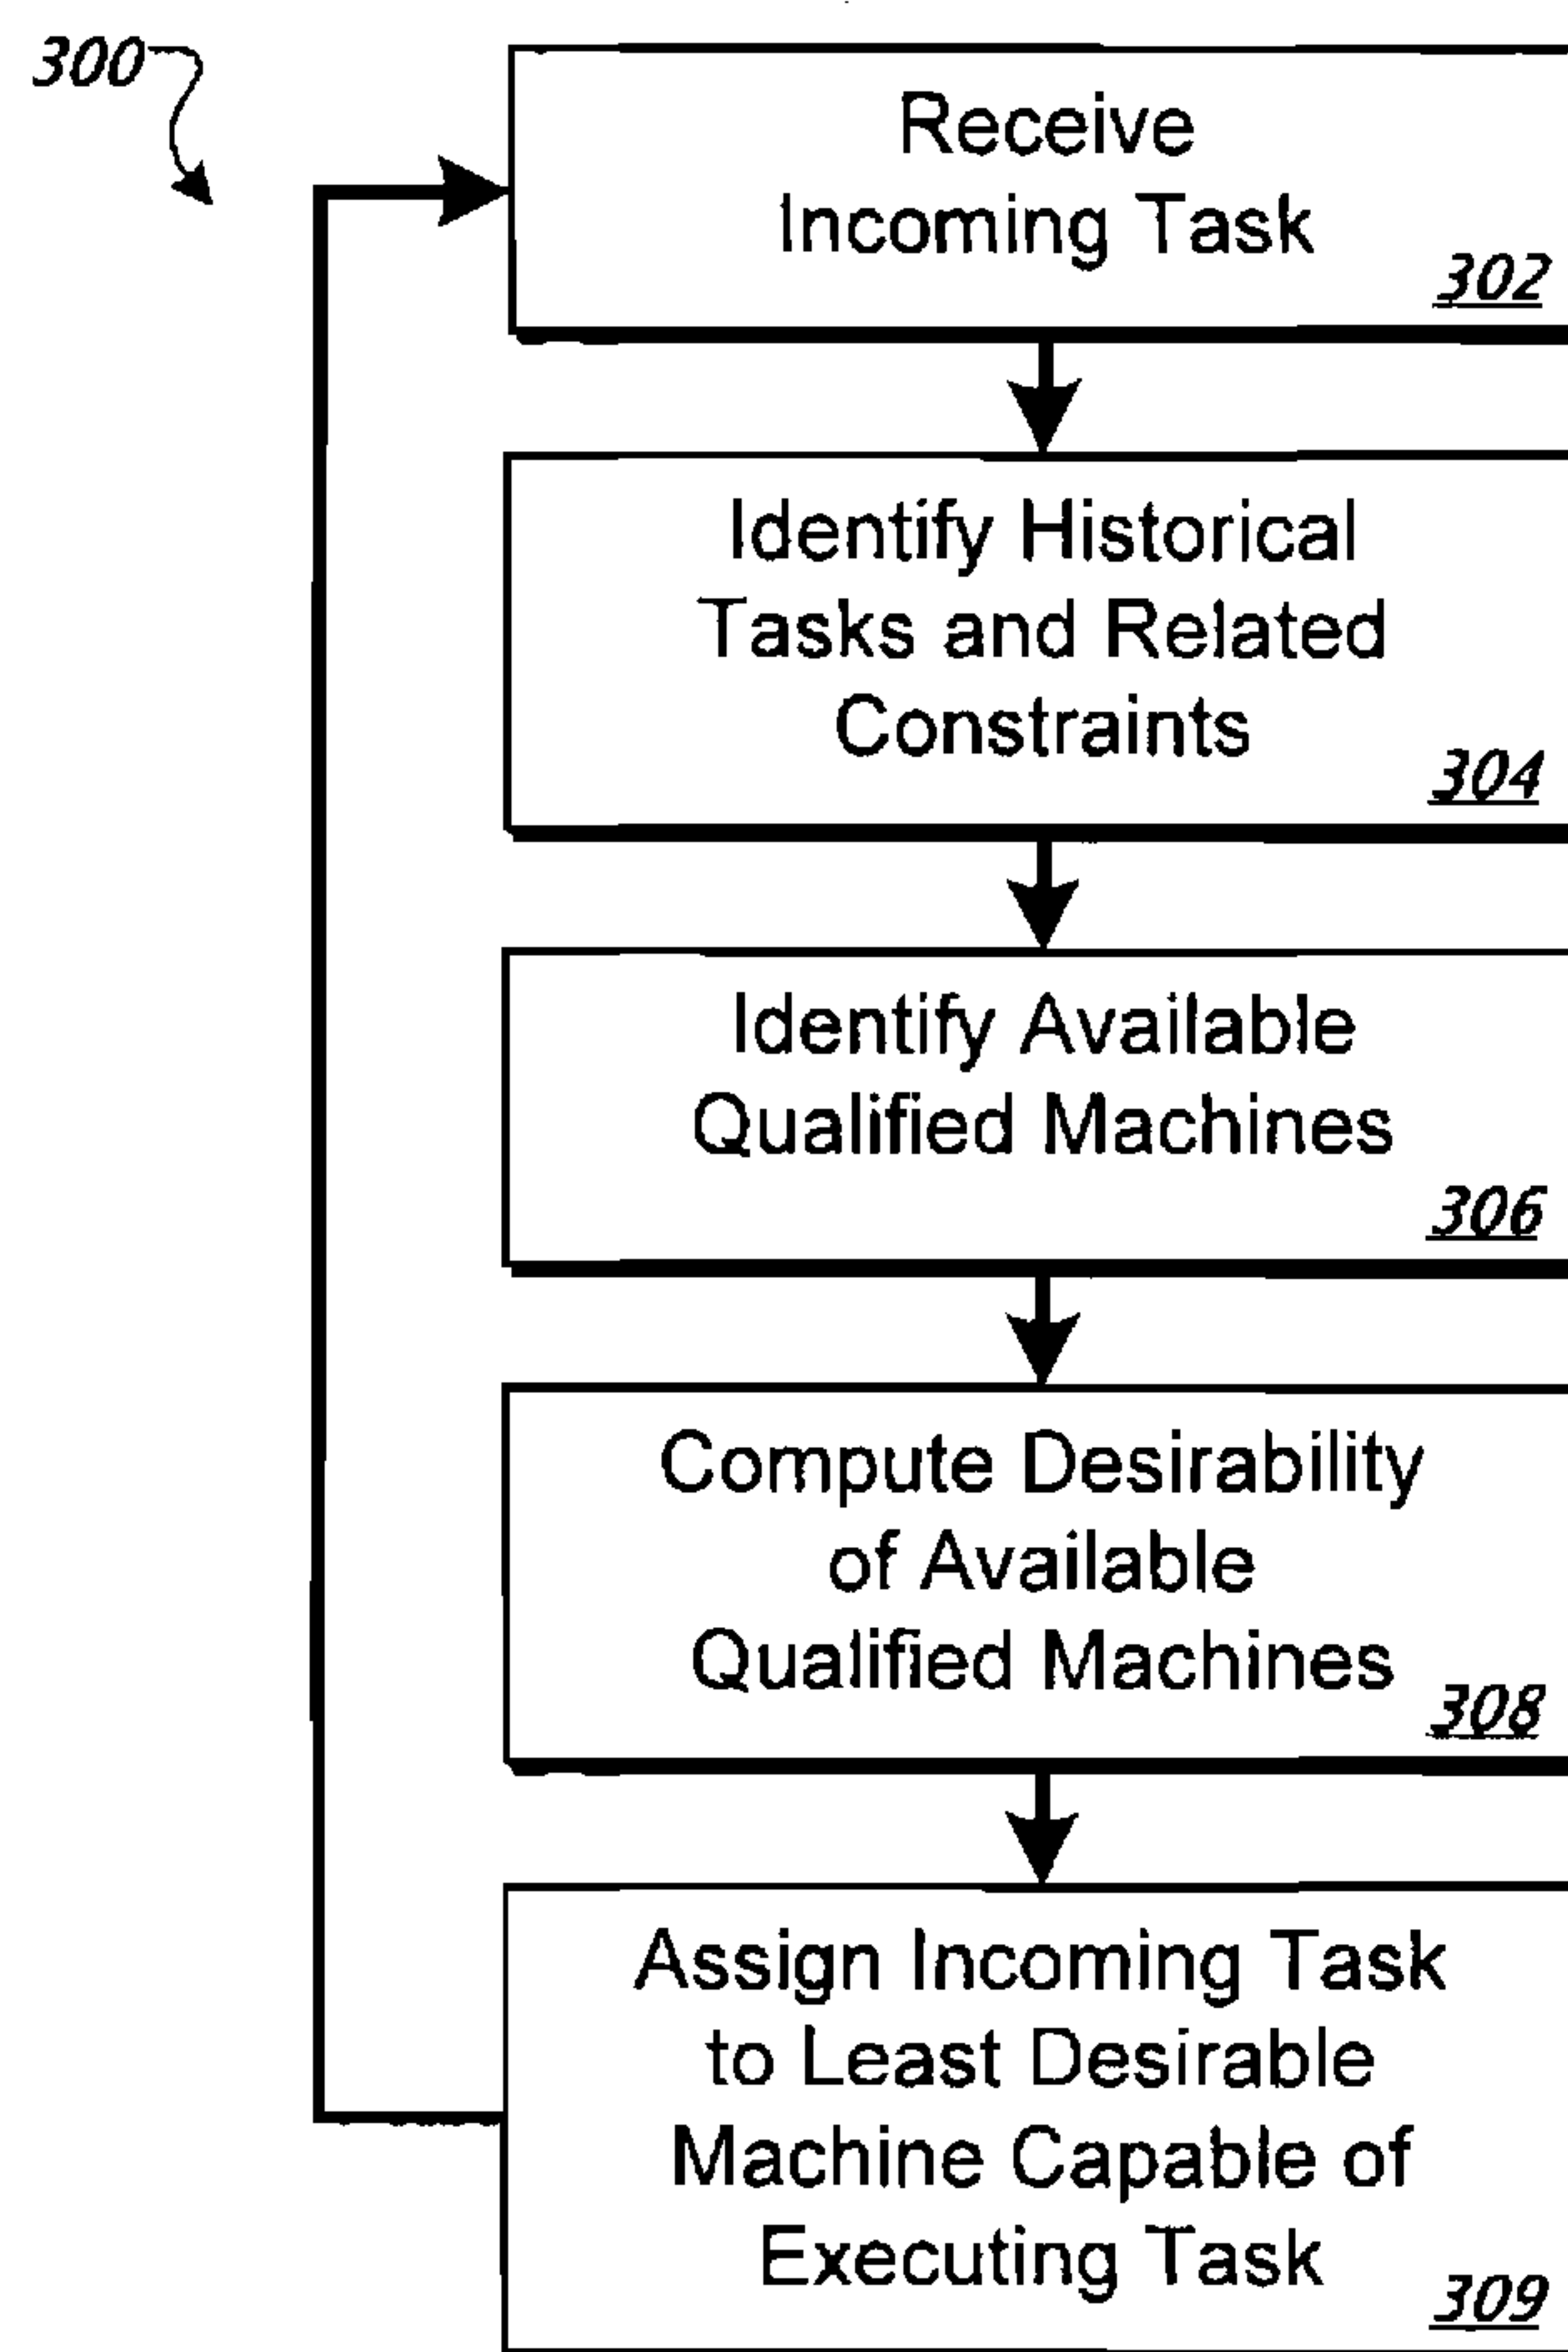 300
Receive
Incoming Task
302
Identify Historical
Tasks and Related
Constraints
304
Identify Available
Qualified Machines
306
Compute Desirability
of Available
Qualified Machines
308
Assign Incoming Task
to Least Desirable
Machine Capable of
Executing Task
309